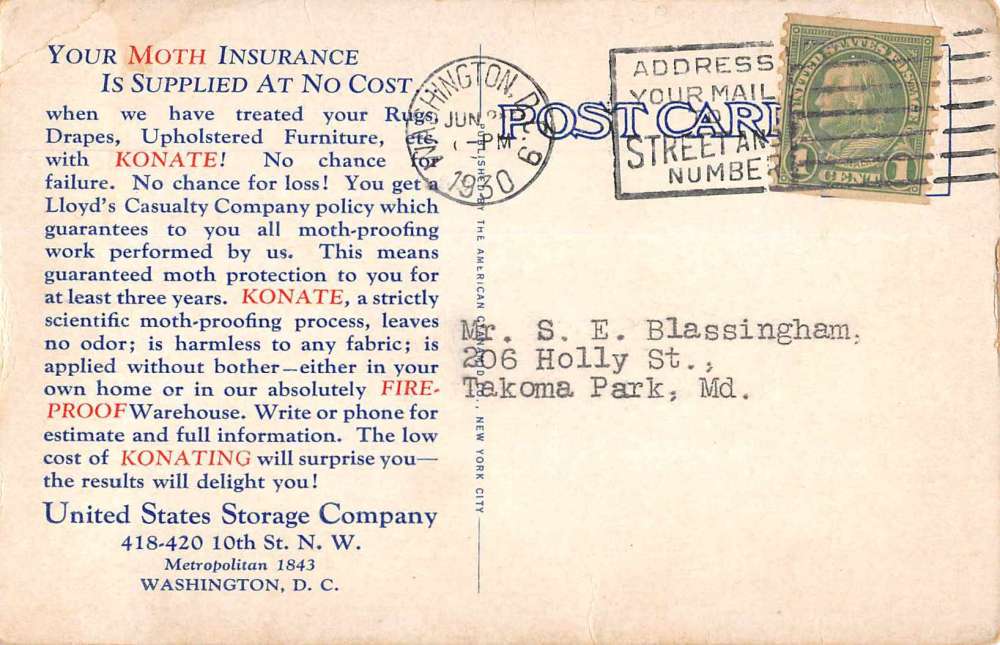 YOUR MOTH INSURANCE
IS SUPPLIED AT NO COST
when we have treated your Rugs,
Drapes, Upholstered Furniture, etc.
with KONATE! No chance for
failure. No chance for loss! You get a
Lloyd's Casualty Company policy which
guarantees to you all moth-proofing
work performed by us. This means
guaranteed moth protection to you for
at least three years. KONATE, a strictly
scientific moth-proofing process, leaves
no odor; is harmless to any fabric; is
applied without bother—either in your
own home or in our absolutely FIRE-
PROOF Warehouse. Write or phone for
estimate and full information. The low
cost of KONATING will surprise you—
the results will delight you!
United States Storage Company
418-420 10th St. N. W.
Metropolitan 1843
WASHINGTON, D. C.
PUBLISHED BY THE AMERICAN NEW YORK CITY
WASHINGTON, D.
JUN
PM
1930
6
POST CARD
ADDRESS
YOUR MAIL
STREET AN
NUMBE
UNITED STATES POSTAGE
1 CENT 1
Mr. S. E. Blassingham,
206 Holly St.,
Takoma Park, Md.